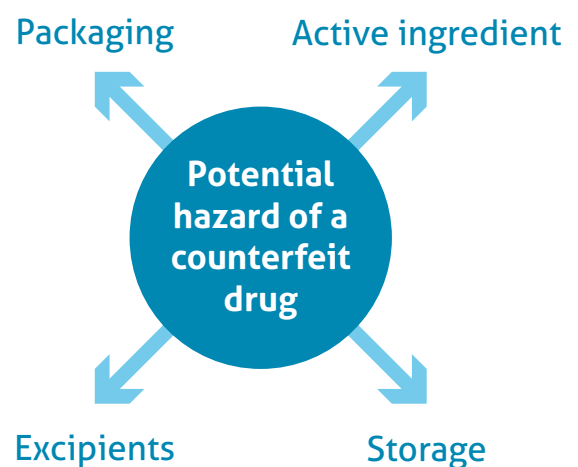 Packaging
Active ingredient
Potential
hazard of a
counterfeit
drug
Excipients
Storage